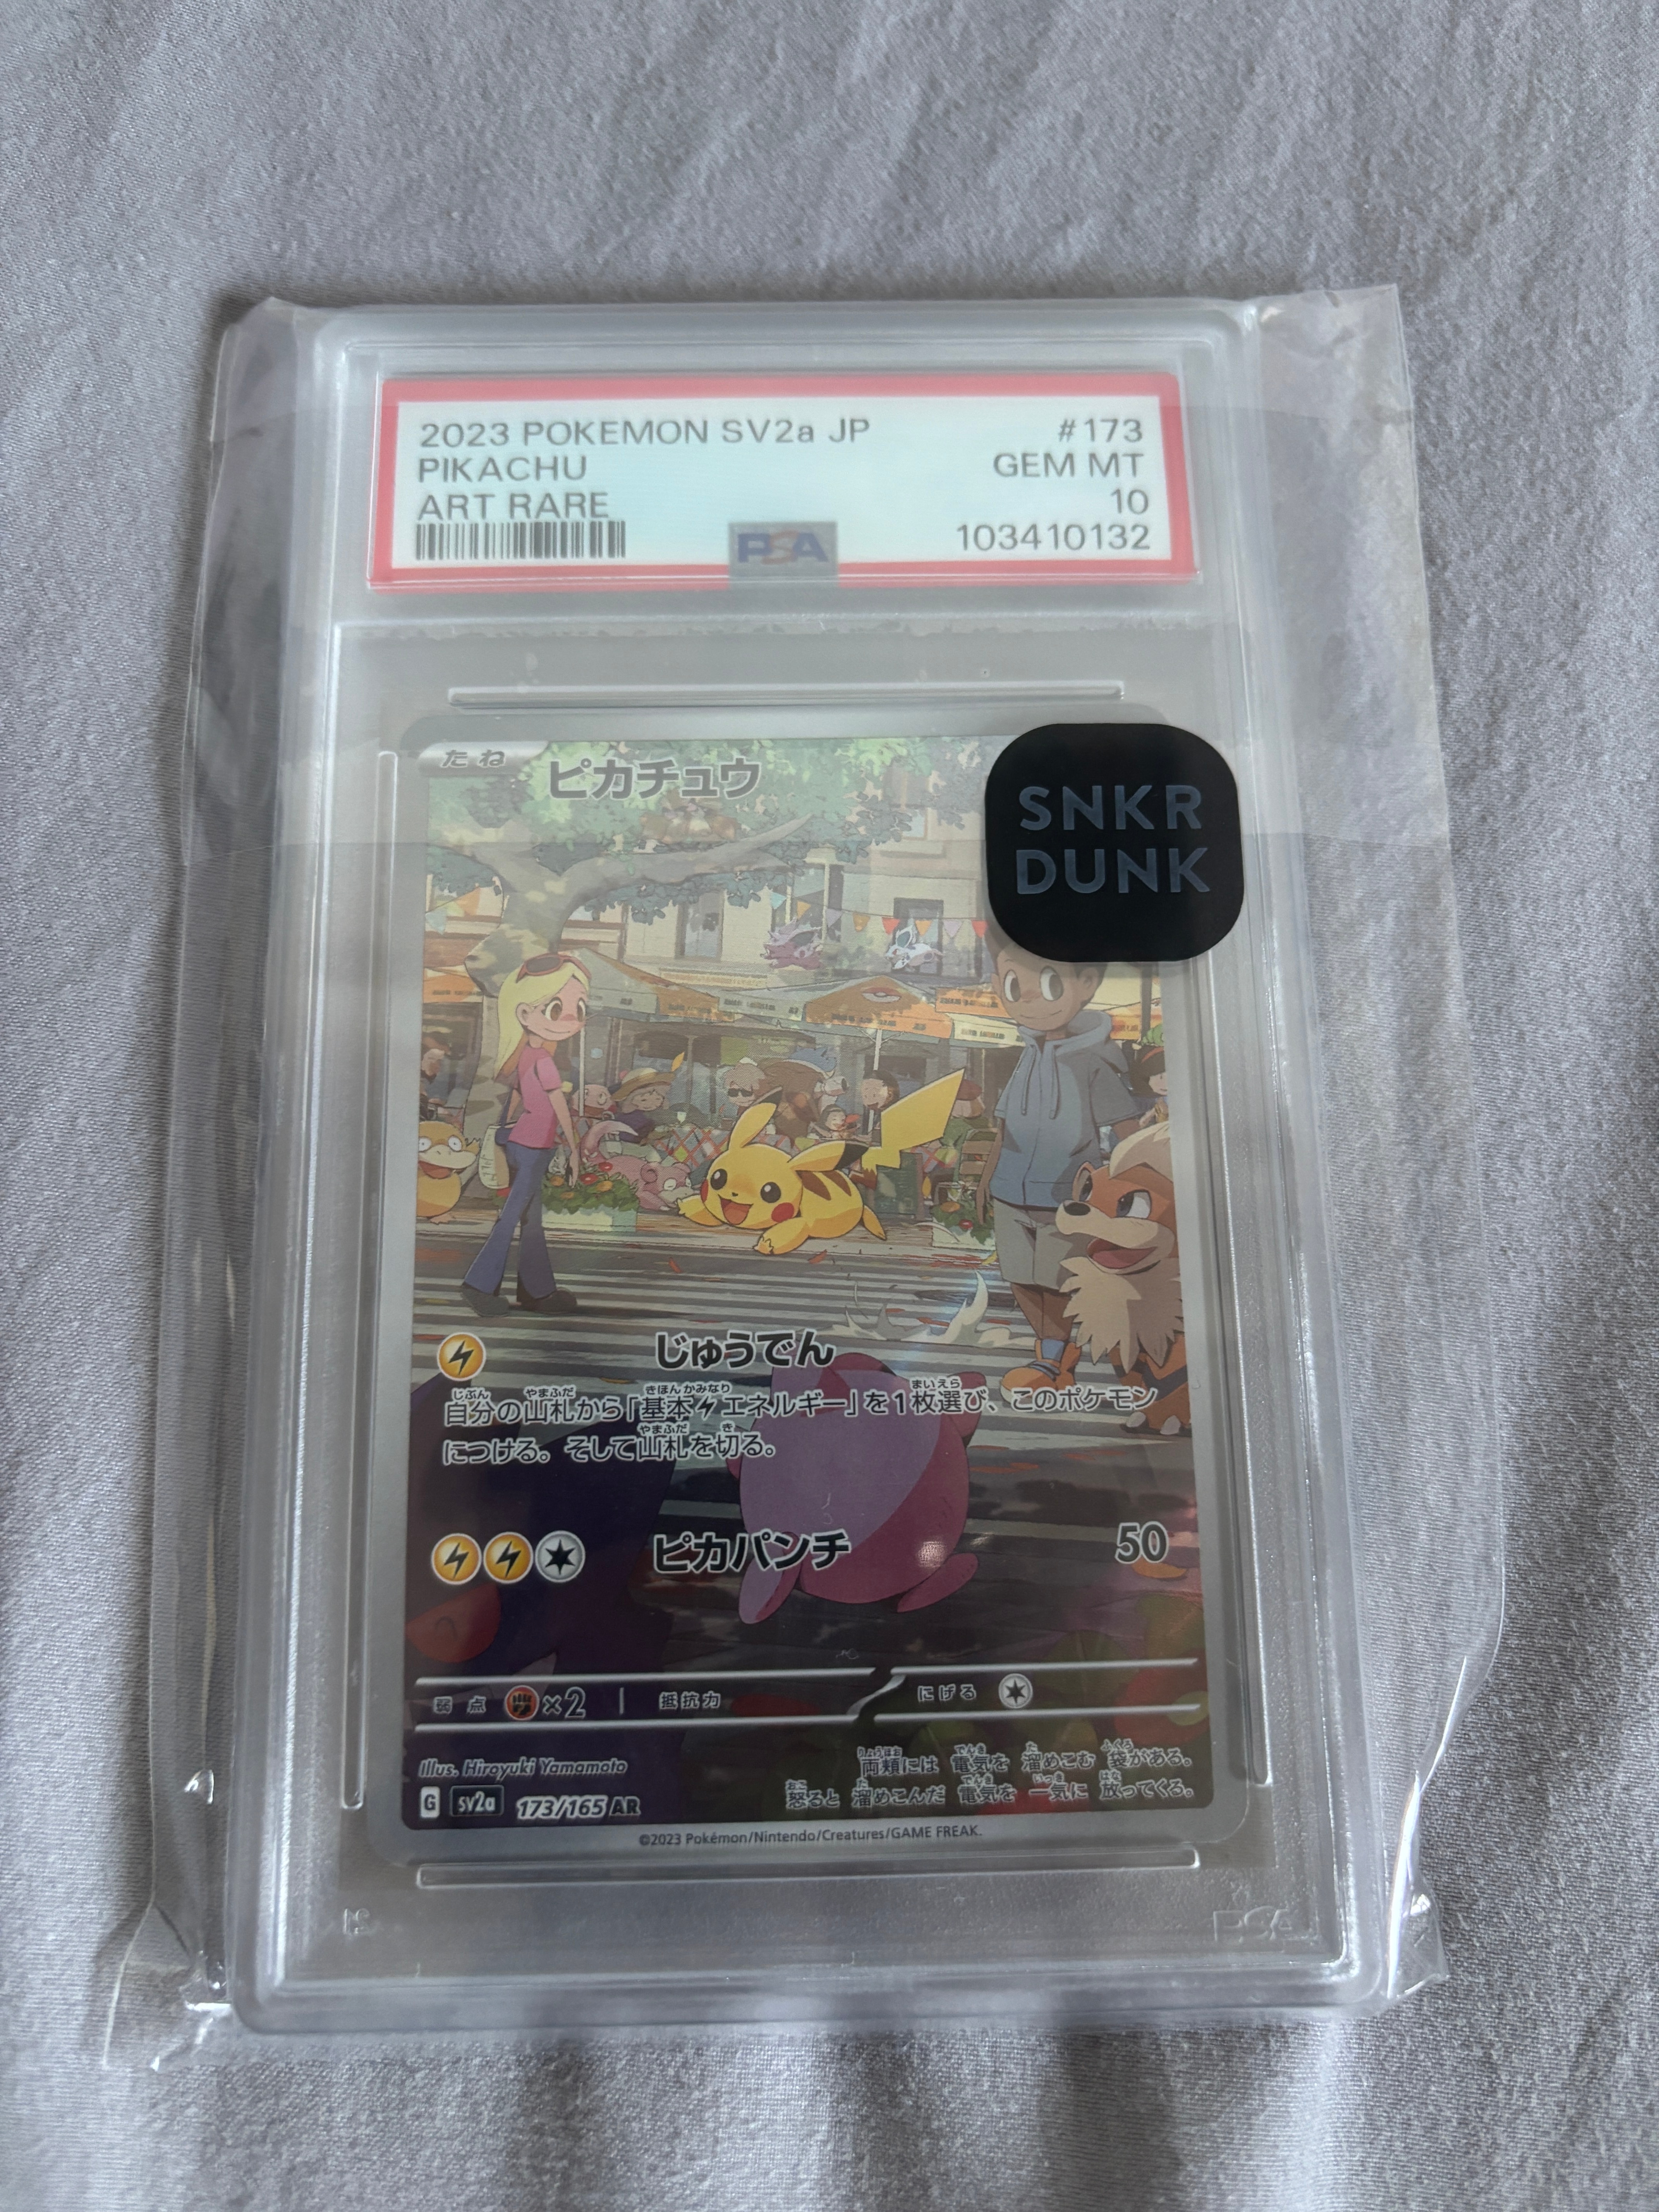 2023 POKEMON SV2a JP #173
PIKACHU GEM MT
ART RARE 10
PSA 103410132
たね ピカチュウ
SNKR
DUNK
じゅうでん
自分の山札から「基本エネルギー」を1枚選び、このポケモン
につける。そして山札を切る。
ピカパンチ 50
弱点 ×2 抵抗力 にげる
Illus. Hiroyuki Yamamoto
両頬には 電気を 溜めこむ 袋がある。
怒ると 溜めこんだ 電気を 一気に 放ってくる。
G sv2a 173/165 AR
©2023 Pokémon/Nintendo/Creatures/GAME FREAK.
21 PSA